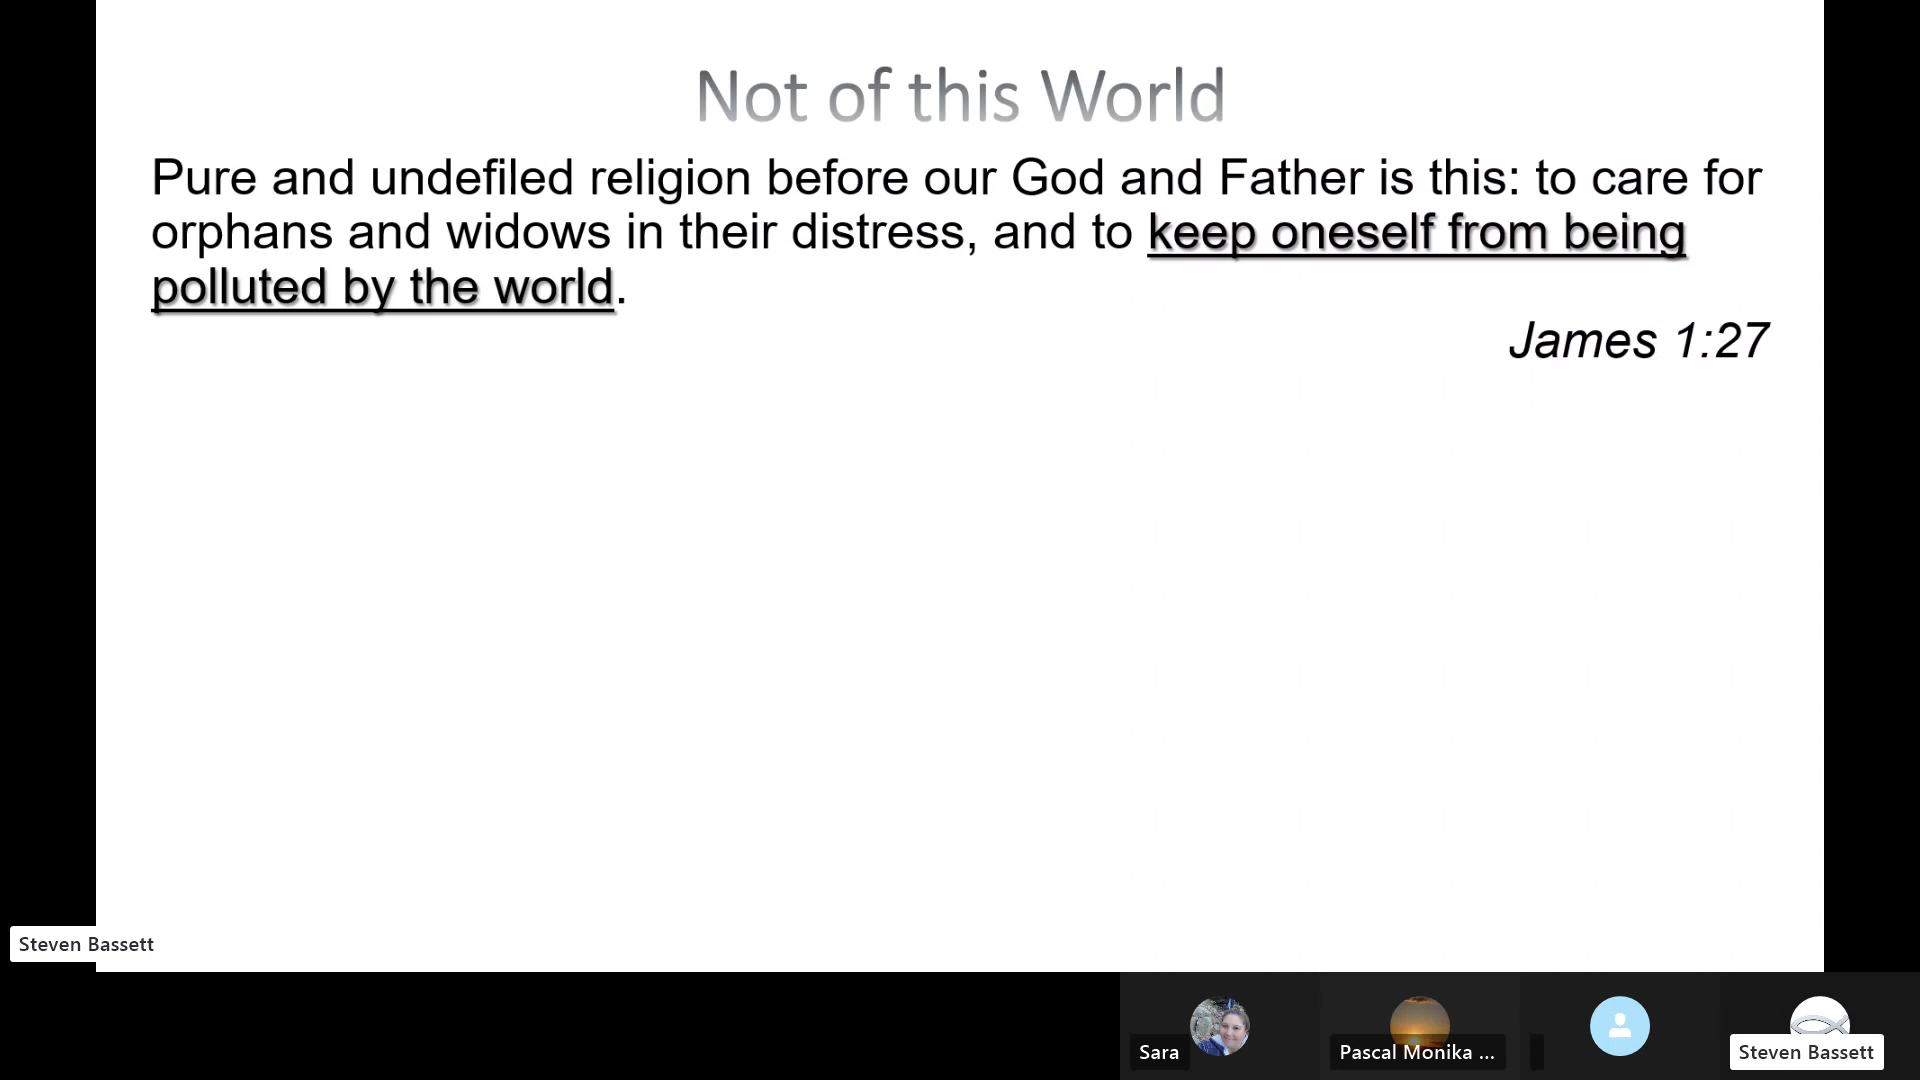 Not of this World
Pure and undefiled religion before our God and Father is this: to care for
orphans and widows in their distress, and to keep oneself from being
polluted by the world.
James 1:27
Steven Bassett
Sara
Pascal Monika ...
Steven Bassett